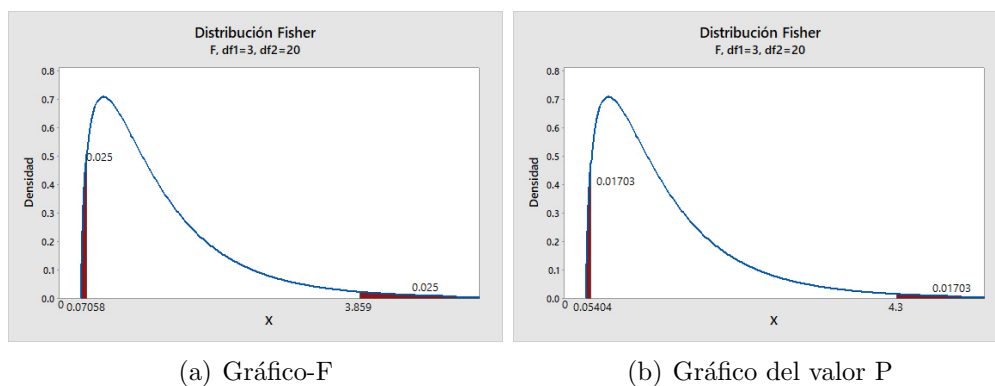 Distribución Fisher
F, df1=3, df2=20
0.8
0.7
0.6
0.5
0.4
0.3
0.2
0.1
0.0
Densidad
0.025
0.025
0
0.07058
3.859
X
(a) Gráfico-F
Distribución Fisher
F, df1=3, df2=20
0.8
0.7
0.6
0.5
0.4
0.3
0.2
0.1
0.0
Densidad
0.01703
0.01703
0
0.05404
4.3
X
(b) Gráfico del valor P